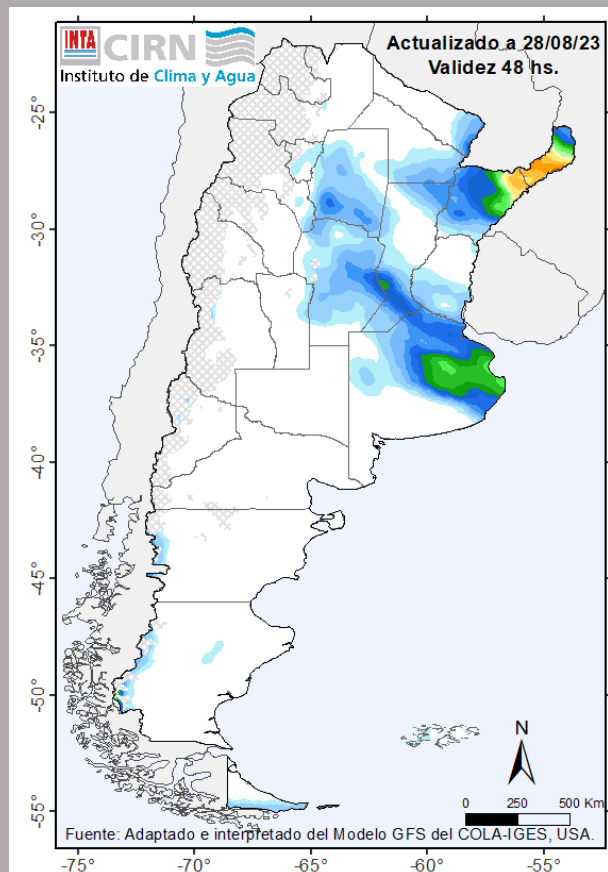 INTA CIRN
Instituto de Clima y Agua
Actualizado a 28/08/23
Validez 48 hs.
-25°
-30°
-35°
-40°
-45°
-50°
-55°
N
0 250 500 Km
Fuente: Adaptado e interpretado del Modelo GFS del COLA-IGES, USA.
-75° -70° -65° -60° -55°